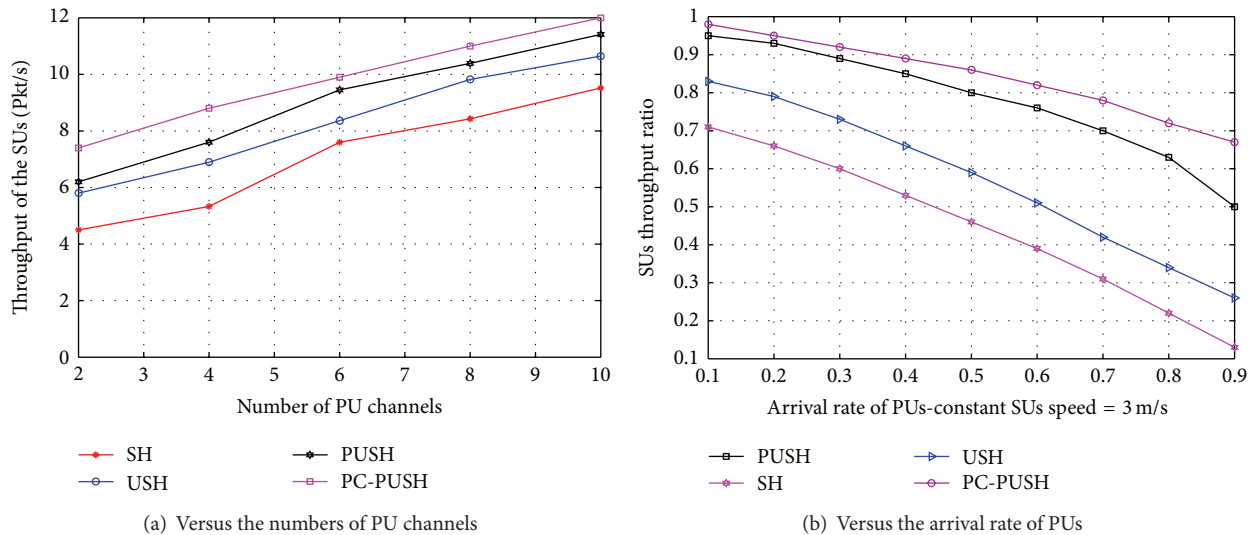 Throughput of the SUs (Pkt/s)
12
10
8
6
4
2
0
2 3 4 5 6 7 8 9 10
Number of PU channels
SH
USH
PUSH
PC-PUSH
(a) Versus the numbers of PU channels
SUs throughput ratio
1
0.9
0.8
0.7
0.6
0.5
0.4
0.3
0.2
0.1
0.1 0.2 0.3 0.4 0.5 0.6 0.7 0.8 0.9
Arrival rate of PUs-constant SUs speed = 3 m/s
PUSH
SH
USH
PC-PUSH
(b) Versus the arrival rate of PUs